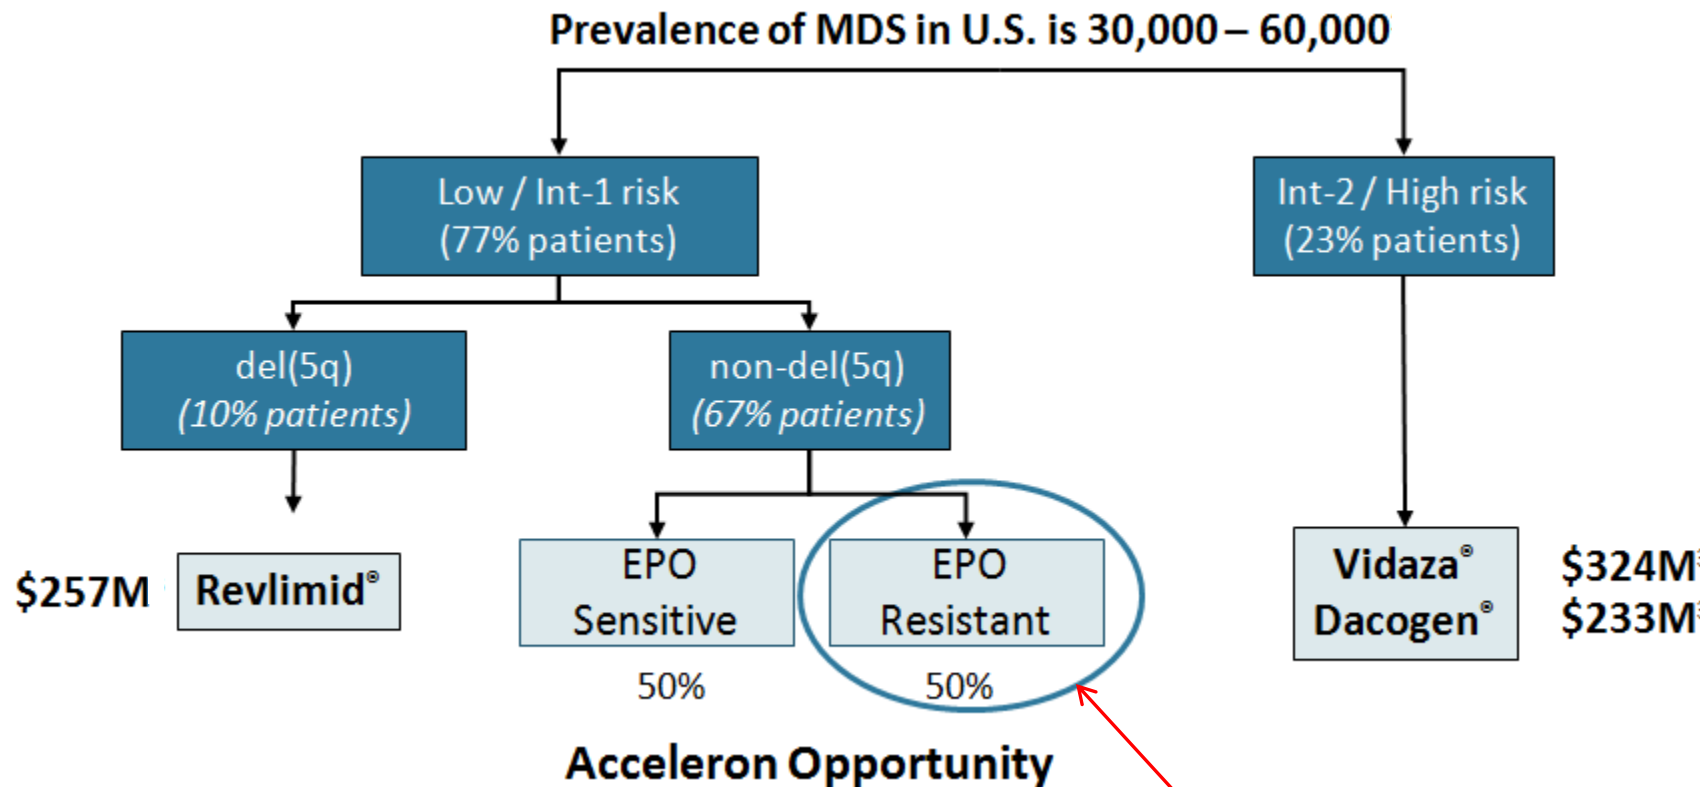 Prevalence of MDS in U.S. is 30,000 – 60,000
Low / Int-1 risk
(77% patients)
Int-2 / High risk
(23% patients)
del(5q)
(10% patients)
non-del(5q)
(67% patients)
$257M
Revlimid®
EPO
Sensitive
50%
EPO
Resistant
50%
Vidaza®
Dacogen®
$324M
$233M
Acceleron Opportunity